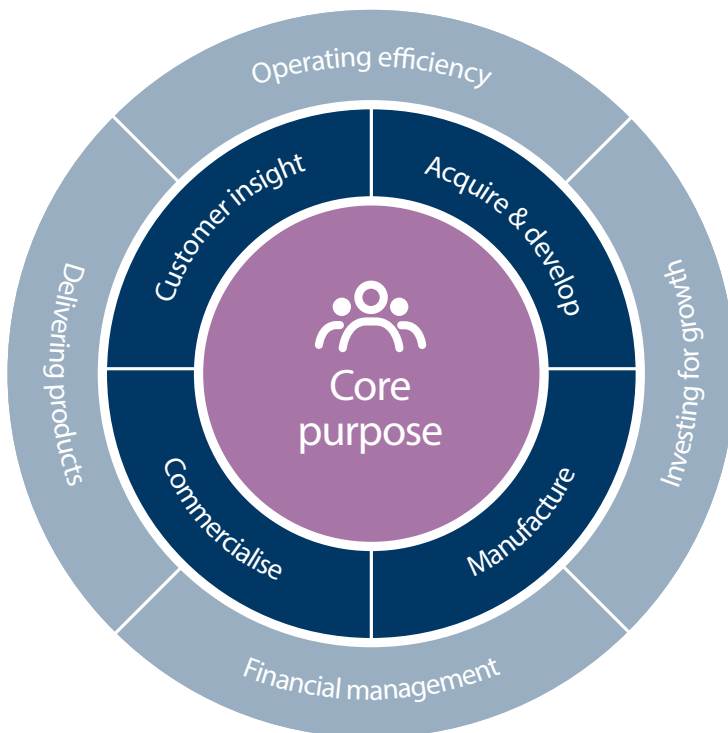 Operating efficiency
Customer insight
Acquire & develop
Delivering products
Investing for growth
Core
purpose
Commercialise
Manufacture
Financial management